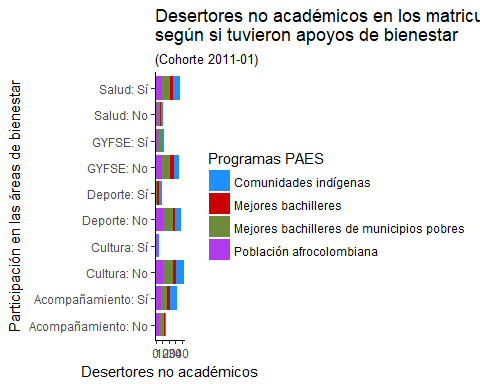 Desertores no académicos en los matricu
según si tuvieron apoyos de bienestar
(Cohorte 2011-01)
Participación en las áreas de bienestar
Salud: Sí
Salud: No
GYFSE: Sí
GYFSE: No
Deporte: Sí
Deporte: No
Cultura: Sí
Cultura: No
Acompañamiento: Sí
Acompañamiento: No
Programas PAES
Comunidades indígenas
Mejores bachilleres
Mejores bachilleres de municipios pobres
Población afrocolombiana
Desertores no académicos